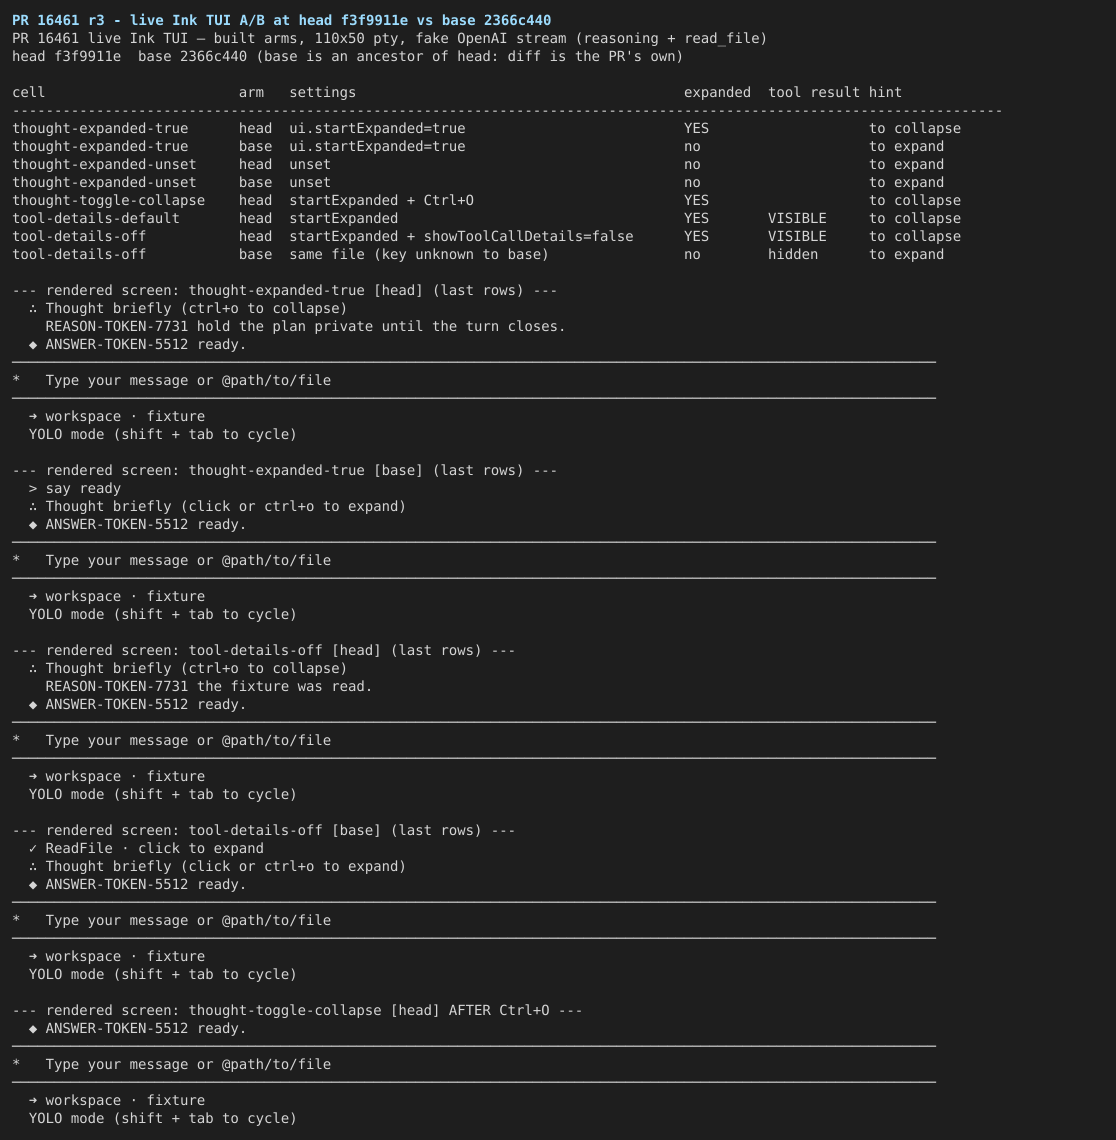 PR 16461 r3 - live Ink TUI A/B at head f3f9911e vs base 2366c440
PR 16461 live Ink TUI — built arms, 110x50 pty, fake OpenAI stream (reasoning + read_file)
head f3f9911e  base 2366c440 (base is an ancestor of head: diff is the PR's own)
cell                       arm   settings                                       expanded  tool result hint
----------------------------------------------------------------------------------------------------------------------
thought-expanded-true      head  ui.startExpanded=true                          YES                   to collapse
thought-expanded-true      base  ui.startExpanded=true                          no                    to expand
thought-expanded-unset     head  unset                                          no                    to expand
thought-expanded-unset     base  unset                                          no                    to expand
thought-toggle-collapse    head  startExpanded + Ctrl+O                         YES                   to collapse
tool-details-default       head  startExpanded                                  YES       VISIBLE     to collapse
tool-details-off           head  startExpanded + showToolCallDetails=false      YES       VISIBLE     to collapse
tool-details-off           base  same file (key unknown to base)                no        hidden      to expand
--- rendered screen: thought-expanded-true [head] (last rows) ---
∴ Thought briefly (ctrl+o to collapse)
REASON-TOKEN-7731 hold the plan private until the turn closes.
◆ ANSWER-TOKEN-5512 ready.
*   Type your message or @path/to/file
➜ workspace · fixture
YOLO mode (shift + tab to cycle)
--- rendered screen: thought-expanded-true [base] (last rows) ---
> say ready
∴ Thought briefly (click or ctrl+o to expand)
◆ ANSWER-TOKEN-5512 ready.
*   Type your message or @path/to/file
➜ workspace · fixture
YOLO mode (shift + tab to cycle)
--- rendered screen: tool-details-off [head] (last rows) ---
∴ Thought briefly (ctrl+o to collapse)
REASON-TOKEN-7731 the fixture was read.
◆ ANSWER-TOKEN-5512 ready.
*   Type your message or @path/to/file
➜ workspace · fixture
YOLO mode (shift + tab to cycle)
--- rendered screen: tool-details-off [base] (last rows) ---
✓ ReadFile · click to expand
∴ Thought briefly (click or ctrl+o to expand)
◆ ANSWER-TOKEN-5512 ready.
*   Type your message or @path/to/file
➜ workspace · fixture
YOLO mode (shift + tab to cycle)
--- rendered screen: thought-toggle-collapse [head] AFTER Ctrl+O ---
◆ ANSWER-TOKEN-5512 ready.
*   Type your message or @path/to/file
➜ workspace · fixture
YOLO mode (shift + tab to cycle)